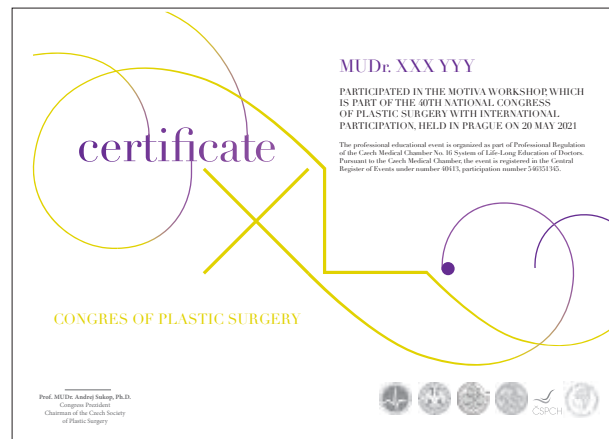 MUDr. XXX YYY
PARTICIPATED IN THE MOTIVA WORKSHOP, WHICH
IS PART OF THE 40TH NATIONAL CONGRESS
OF PLASTIC SURGERY WITH INTERNATIONAL
PARTICIPATION, HELD IN PRAGUE ON 20 MAY 2021
The professional educational event is organized as part of Professional Regulation
of the Czech Medical Chamber No. 16 System of Life-Long Education of Doctors.
Pursuant to the Czech Medical Chamber, the event is registered in the Central
Register of Events under number 40413, participation number 546351345.
certificate
CONGRES OF PLASTIC SURGERY
Prof. MUDr. Andrej Sukop, Ph.D.
Congress President
Chairman of the Czech Society
of Plastic Surgery
ČSPCH